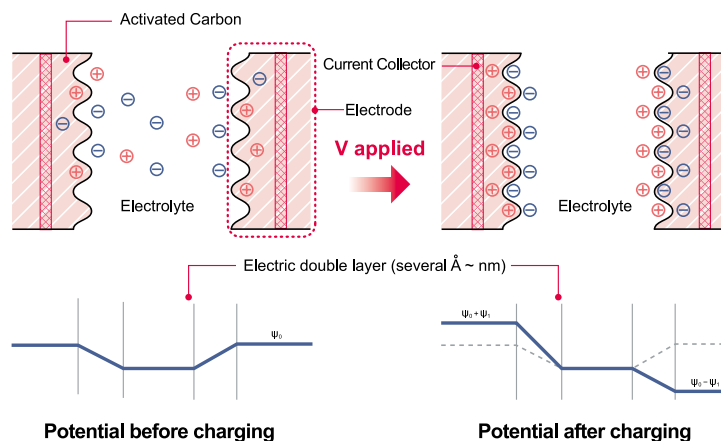 Activated Carbon
Current Collector
Electrode
V applied
Electrolyte
Electrolyte
Electric double layer (several Å ~ nm)
ψ₀
ψ₀ + ψ₁
ψ₀ − ψ₁
Potential before charging
Potential after charging